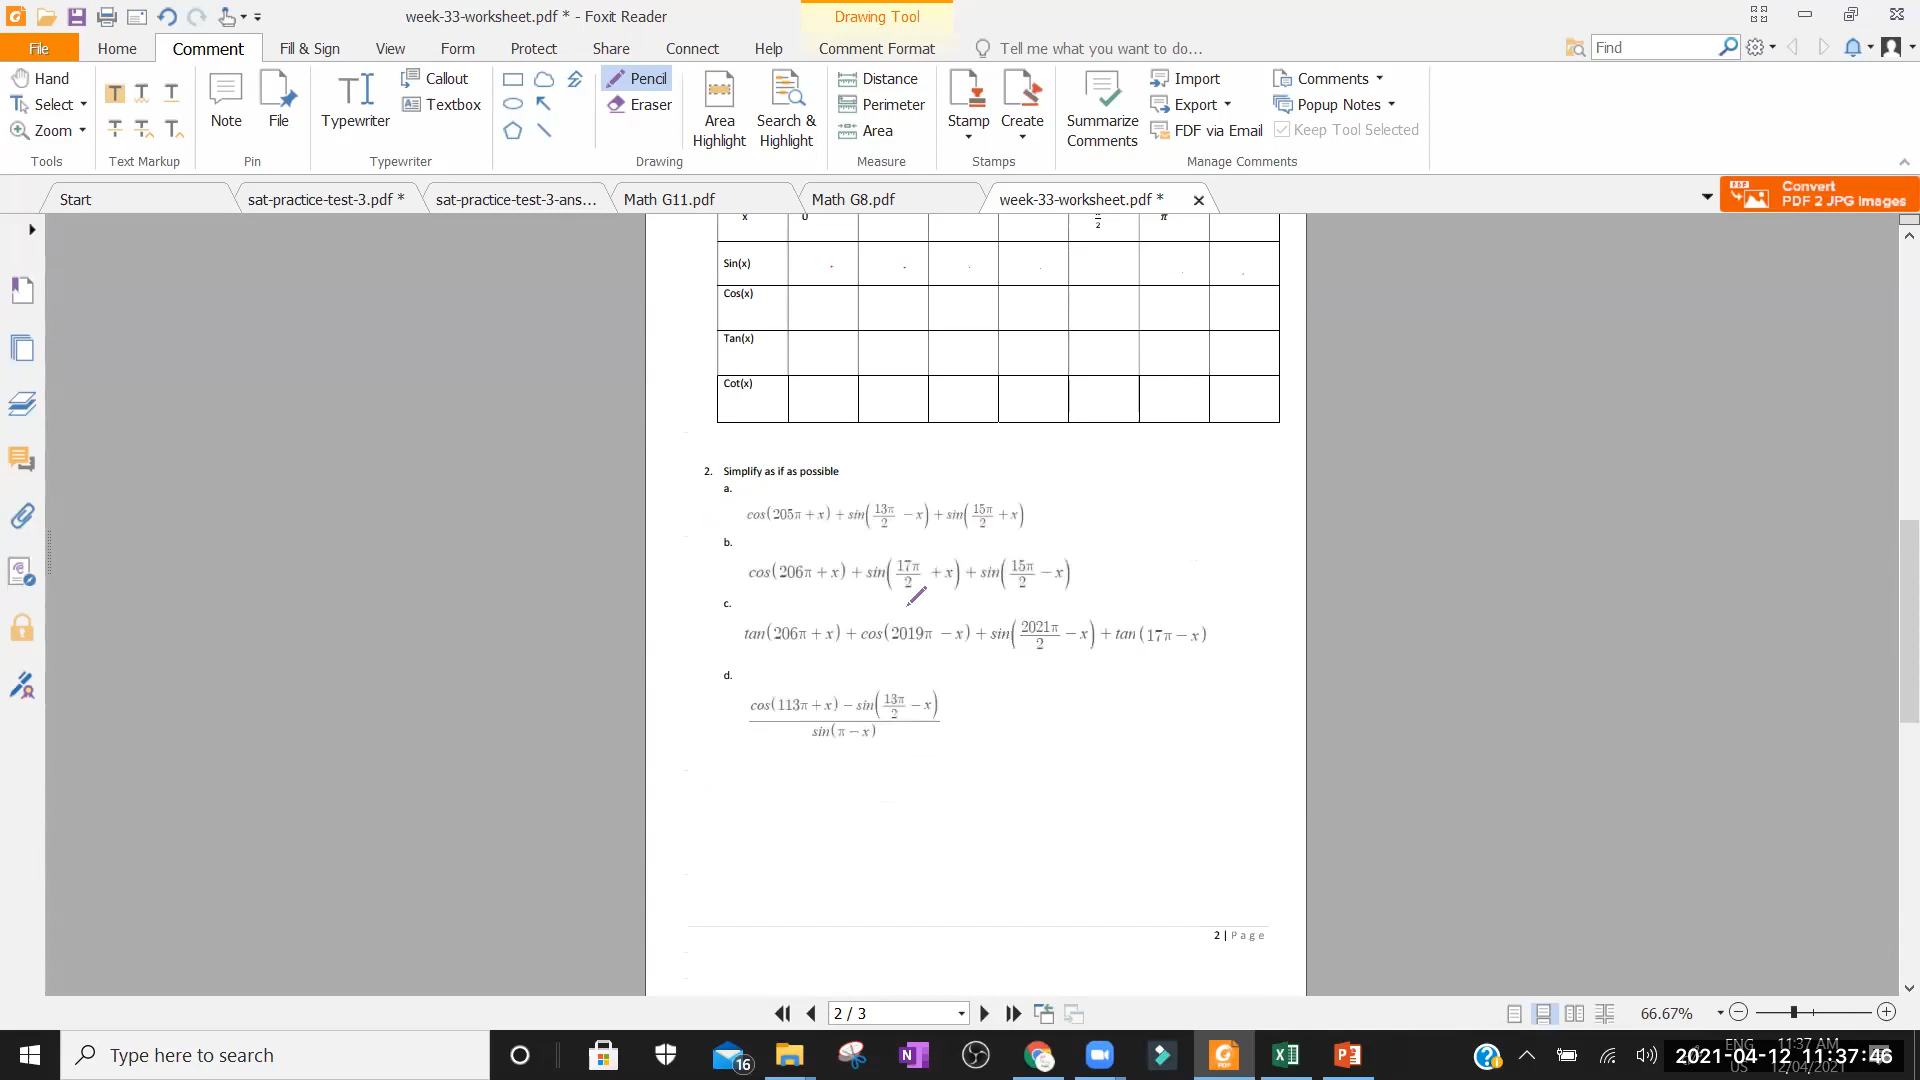 week-33-worksheet.pdf * - Foxit Reader
Drawing Tool
File Home Comment Fill & Sign View Form Protect Share Connect Help Comment Format Tell me what you want to do... Find
Hand Callout Pencil Distance Import Comments
Select Textbox Eraser Perimeter Export Popup Notes
Zoom Note File Typewriter Area Highlight Search & Highlight Area Stamp Create Summarize Comments FDF via Email Keep Tool Selected
Tools Text Markup Pin Typewriter Drawing Measure Stamps Manage Comments
Start sat-practice-test-3.pdf * sat-practice-test-3-ans... Math G11.pdf Math G8.pdf week-33-worksheet.pdf * Convert PDF 2 JPG Images
x 0 π/2 π
Sin(x)
Cos(x)
Tan(x)
Cot(x)
2. Simplify as if as possible
a.
cos(205π + x) + sin(13π/2 − x) + sin(15π/2 + x)
b.
cos(206π + x) + sin(17π/2 + x) + sin(15π/2 − x)
c.
tan(206π + x) + cos(2019π − x) + sin(2021π/2 − x) + tan(17π − x)
d.
cos(113π + x) − sin(13π/2 − x)
sin(π − x)
2 | Page
2 / 3 66.67%
Type here to search 16 ENG US 11:37 AM 12/04/2021
2021-04-12 11:37:46